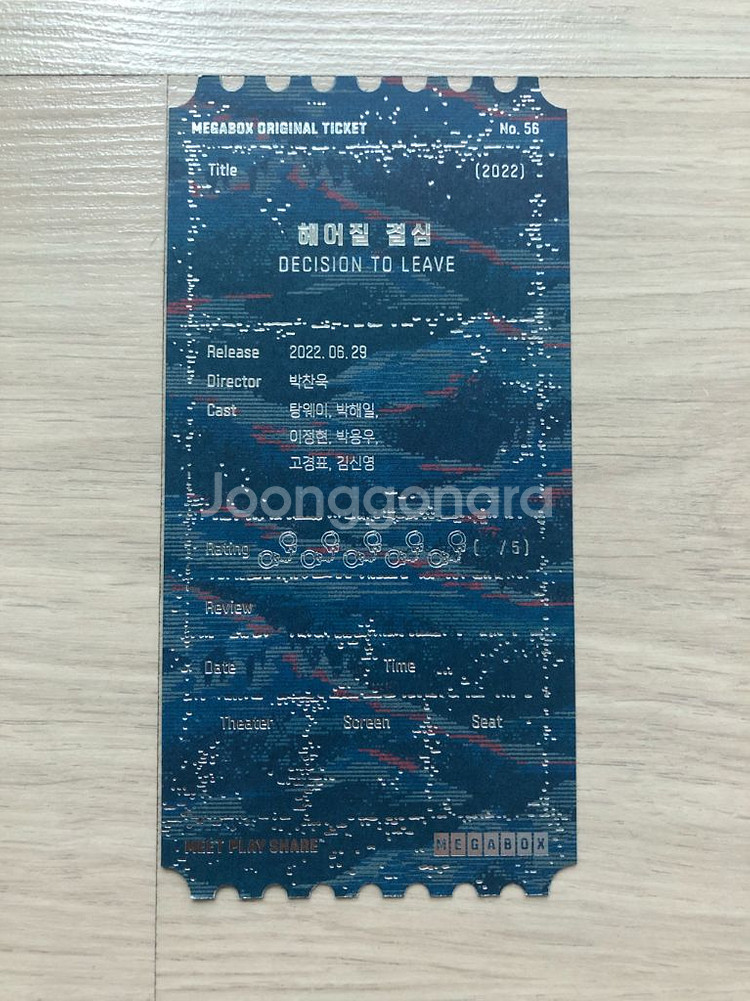 MEGABOX ORIGINAL TICKET No. 56
Title (2022)
헤어질 결심
DECISION TO LEAVE
Release 2022.06.29
Director 박찬욱
Cast 탕웨이, 박해일,
이정현, 박용우,
고경표, 김신영
Joonggonara
Rating ( /5)
Review
Date Time
Theater Screen Seat
MEET PLAY SHARE MEGABOX